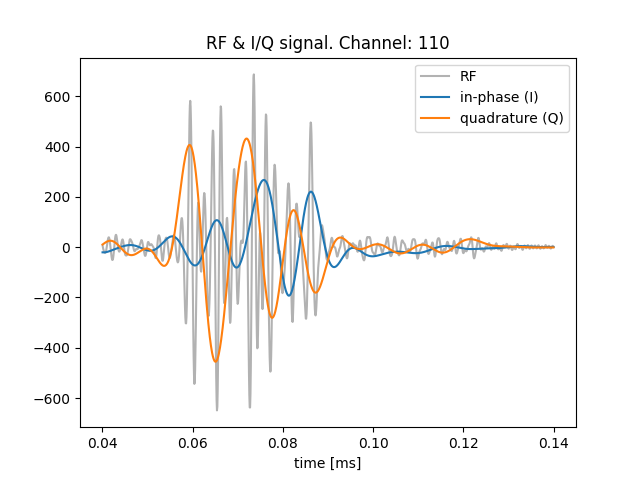 RF & I/Q signal. Channel: 110
RF
in-phase (I)
quadrature (Q)
600
400
200
0
−200
−400
−600
0.04 0.06 0.08 0.10 0.12 0.14
time [ms]